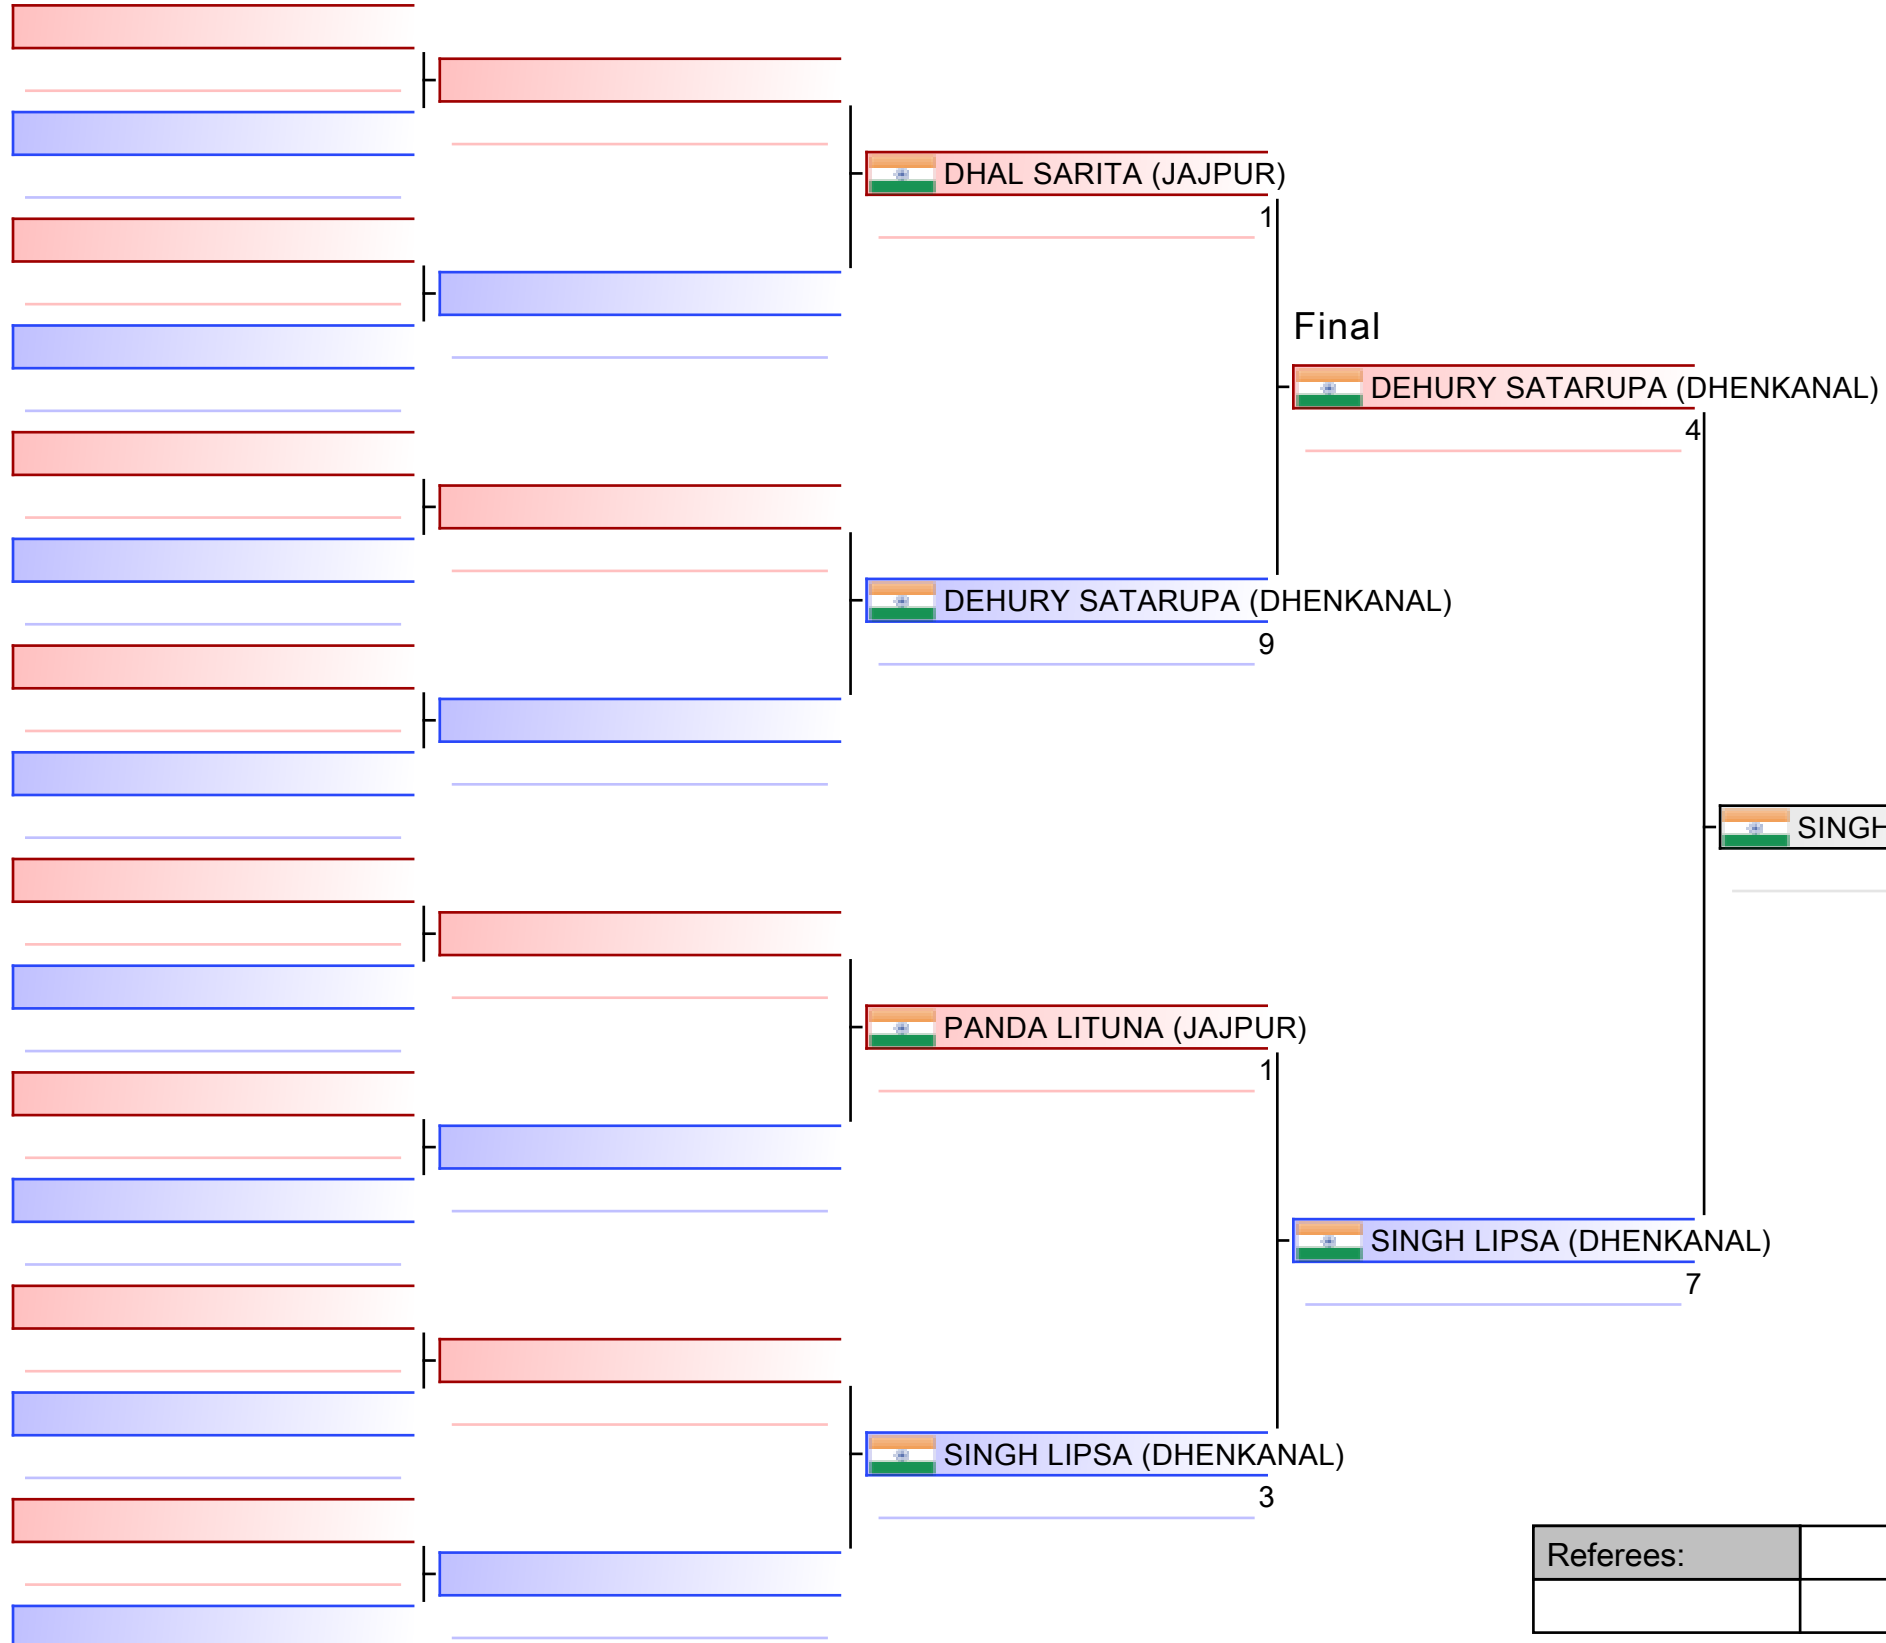 DHAL SARITA (JAJPUR)
1
Final
DEHURY SATARUPA (DHENKANAL)
4
DEHURY SATARUPA (DHENKANAL)
9
SINGH
PANDA LITUNA (JAJPUR)
1
SINGH LIPSA (DHENKANAL)
7
SINGH LIPSA (DHENKANAL)
3
Referees: